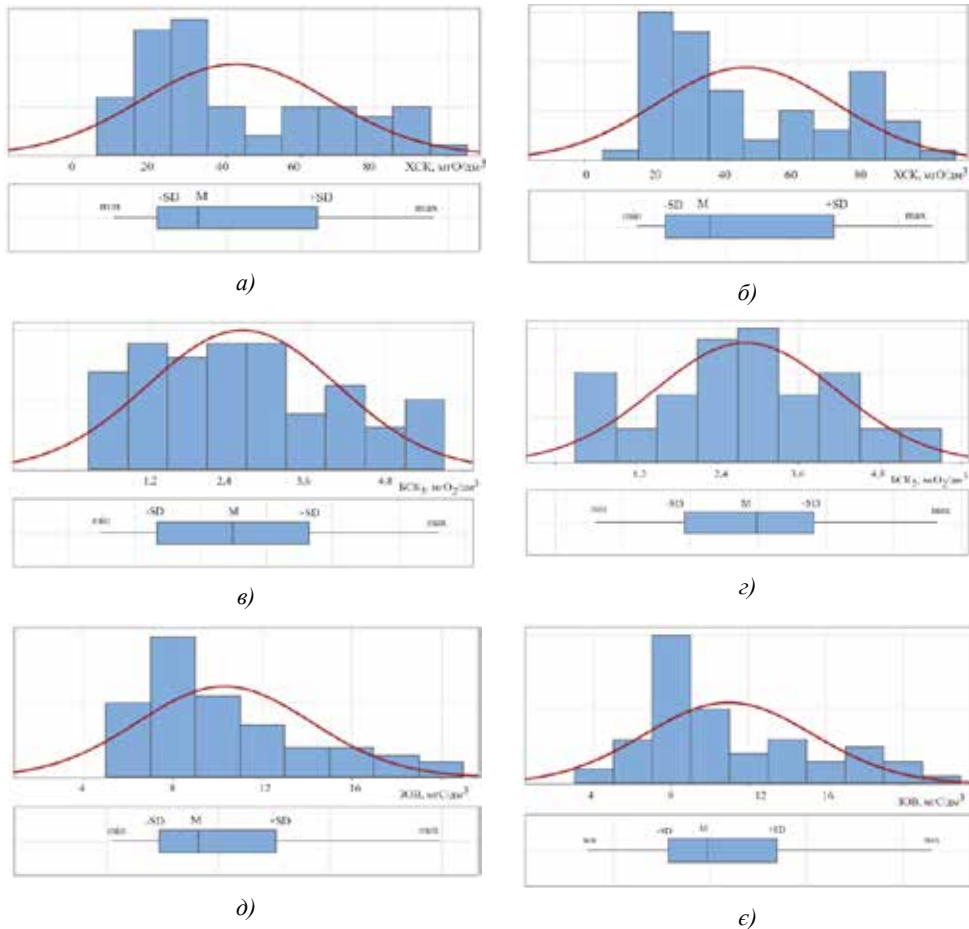 0 20 40 60 80 ХСК, мгО/дм³
min -SD M +SD max
а)
0 20 40 60 80 ХСК, мгО/дм³
min -SD M +SD max
б)
1,2 2,4 3,6 4,8 БСК₅, мгО₂/дм³
min -SD M +SD max
в)
1,2 2,4 3,6 4,8 БСК₅, мгО₂/дм³
min -SD M max
г)
4 8 12 16 ЗОВ, мгС/дм³
min -SD M +SD max
д)
4 8 12 16 ЗОВ, мгС/дм³
-SD M +SD
є)